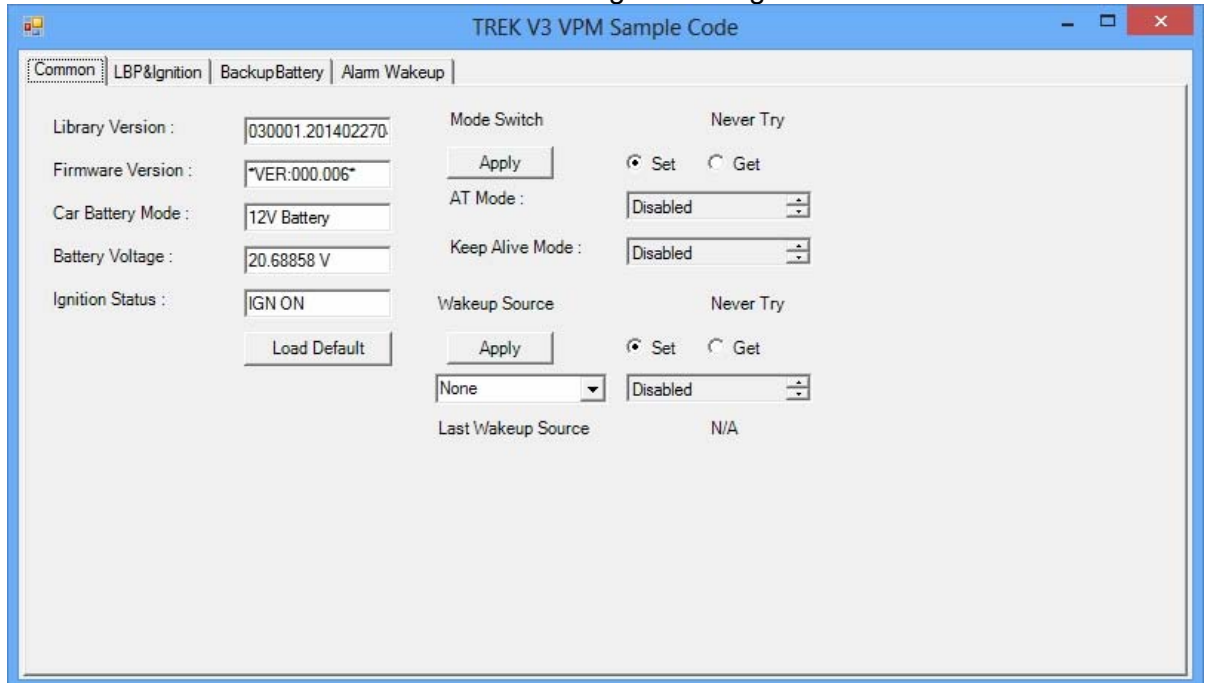 TREK V3 VPM Sample Code
Common LBP&Ignition BackupBattery Alarm Wakeup
Library Version : 030001.201402270
Firmware Version : *VER:000.006*
Car Battery Mode : 12V Battery
Battery Voltage : 20.68858 V
Ignition Status : IGN ON
Load Default
Mode Switch Never Try
Apply Set Get
AT Mode : Disabled
Keep Alive Mode : Disabled
Wakeup Source Never Try
Apply Set Get
None Disabled
Last Wakeup Source N/A